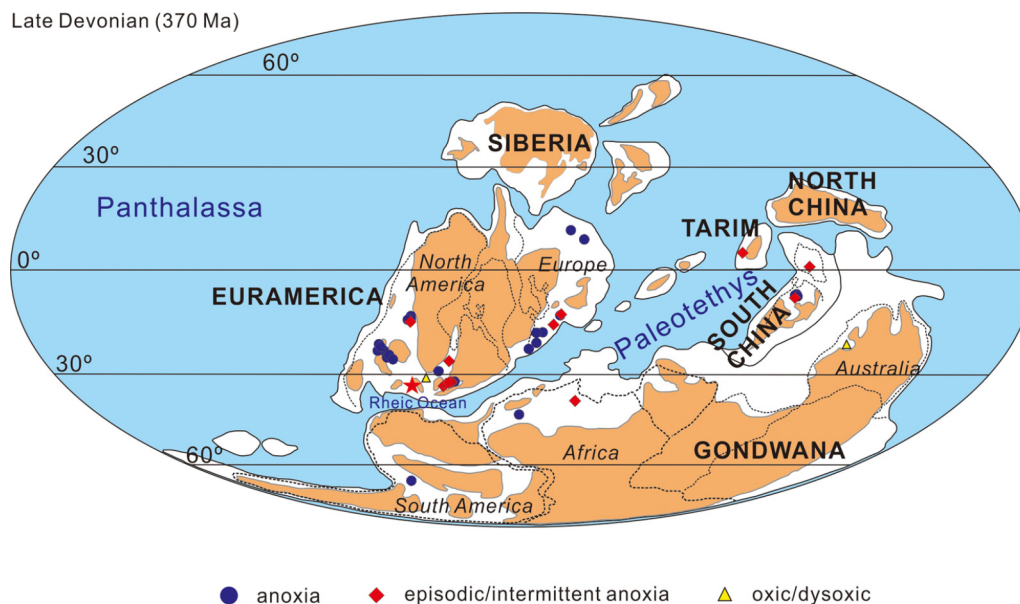 Late Devonian (370 Ma)
60º
30º
SIBERIA
NORTH
CHINA
Panthalassa
TARIM
0º
North
America
Europe
EURAMERICA
Paleotethys
SOUTH
CHINA
30º
Australia
Rheic Ocean
60º
Africa
GONDWANA
South America
anoxia
episodic/intermittent anoxia
oxic/dysoxic